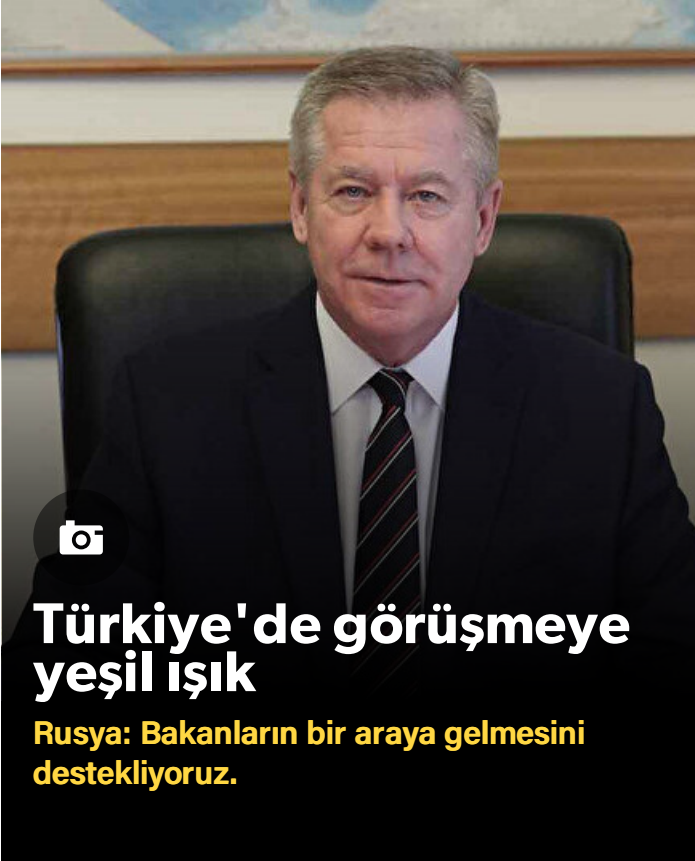 Türkiye'de görüşmeye
yeşil ışık
Rusya: Bakanların bir araya gelmesini
destekliyoruz.